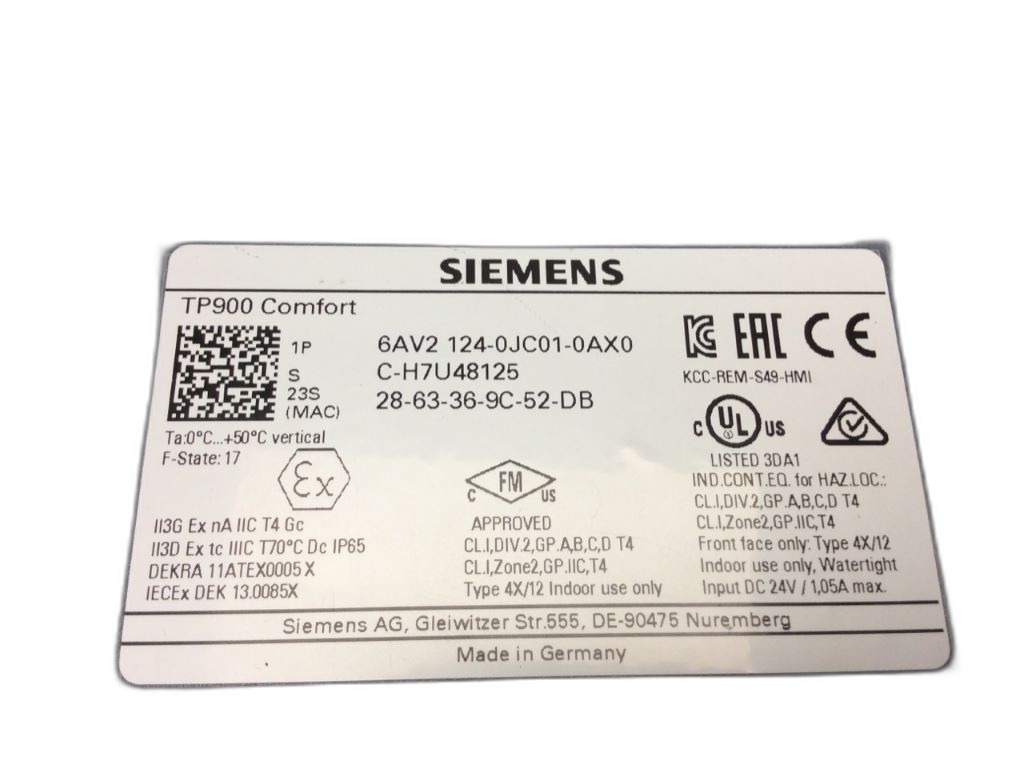 SIEMENS
TP900 Comfort
1P 6AV2 124-0JC01-0AX0
S C-H7U48125
23S 28-63-36-9C-52-DB
(MAC)
EAC CE
KCC-REM-S49-HMI
Ta:0°C...+50°C vertical
F-State: 17
Ex
II3G Ex nA IIC T4 Gc
II3D Ex tc IIIC T70°C Dc IP65
DEKRA 11ATEX0005 X
IECEx DEK 13.0085X
c FM us
APPROVED
CL.I,DIV.2,GP.A,B,C,D T4
CL.I,Zone2,GP.IIC,T4
Type 4X/12 Indoor use only
c UL us
LISTED 3DA1
IND.CONT.EQ. for HAZ.LOC.:
CL.I,DIV.2,GP.A,B,C,D T4
CL.I,Zone2,GP.IIC,T4
Front face only: Type 4X/12
Indoor use only, Watertight
Input DC 24V / 1,05A max.
Siemens AG, Gleiwitzer Str.555, DE-90475 Nuremberg
Made in Germany